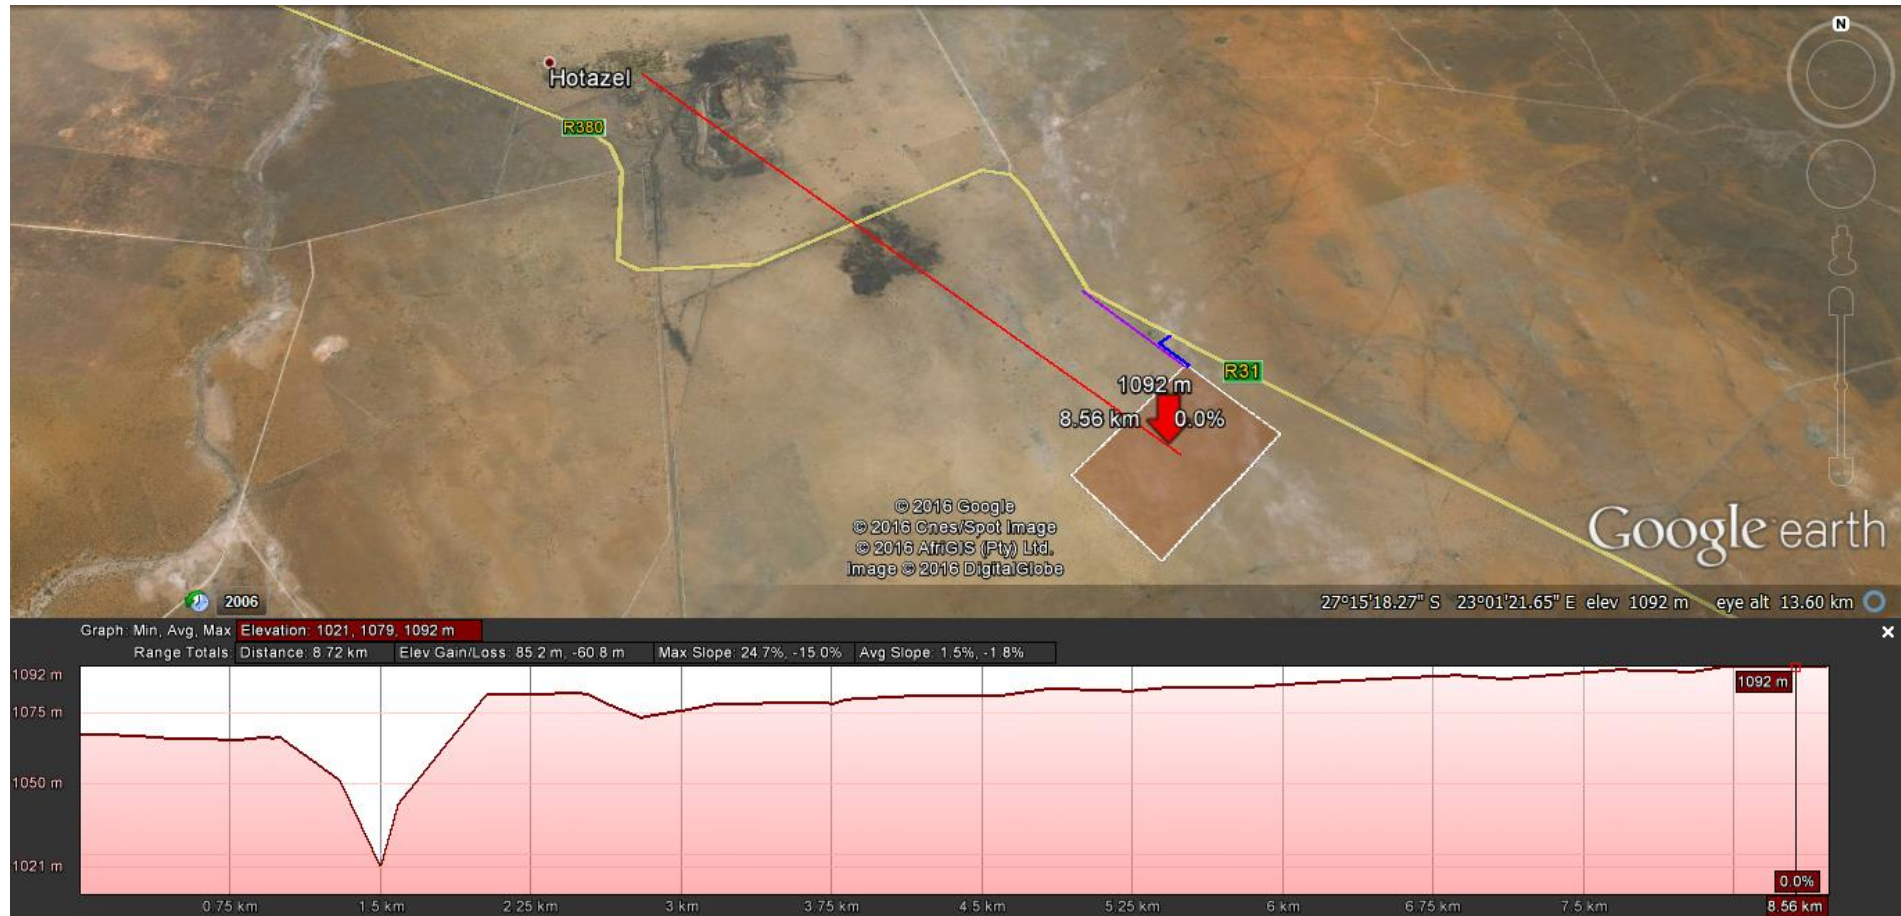 N
Hotazel
R380
R31
1092 m
8.56 km 0.0%
© 2016 Google
© 2016 Cnes/Spot Image
© 2016 AfriGIS (Pty) Ltd.
Image © 2016 DigitalGlobe
Google earth
2006
27°15'18.27" S 23°01'21.65" E elev 1092 m eye alt 13.60 km
Graph: Min, Avg, Max Elevation: 1021, 1079, 1092 m
Range Totals: Distance: 8.72 km Elev Gain/Loss: 85.2 m, -60.8 m Max Slope: 24.7%, -15.0% Avg Slope: 1.5%, -1.8%
1092 m
1092 m
1075 m
1050 m
1021 m
0.0%
0.75 km 1.5 km 2.25 km 3 km 3.75 km 4.5 km 5.25 km 6 km 6.75 km 7.5 km 8.56 km